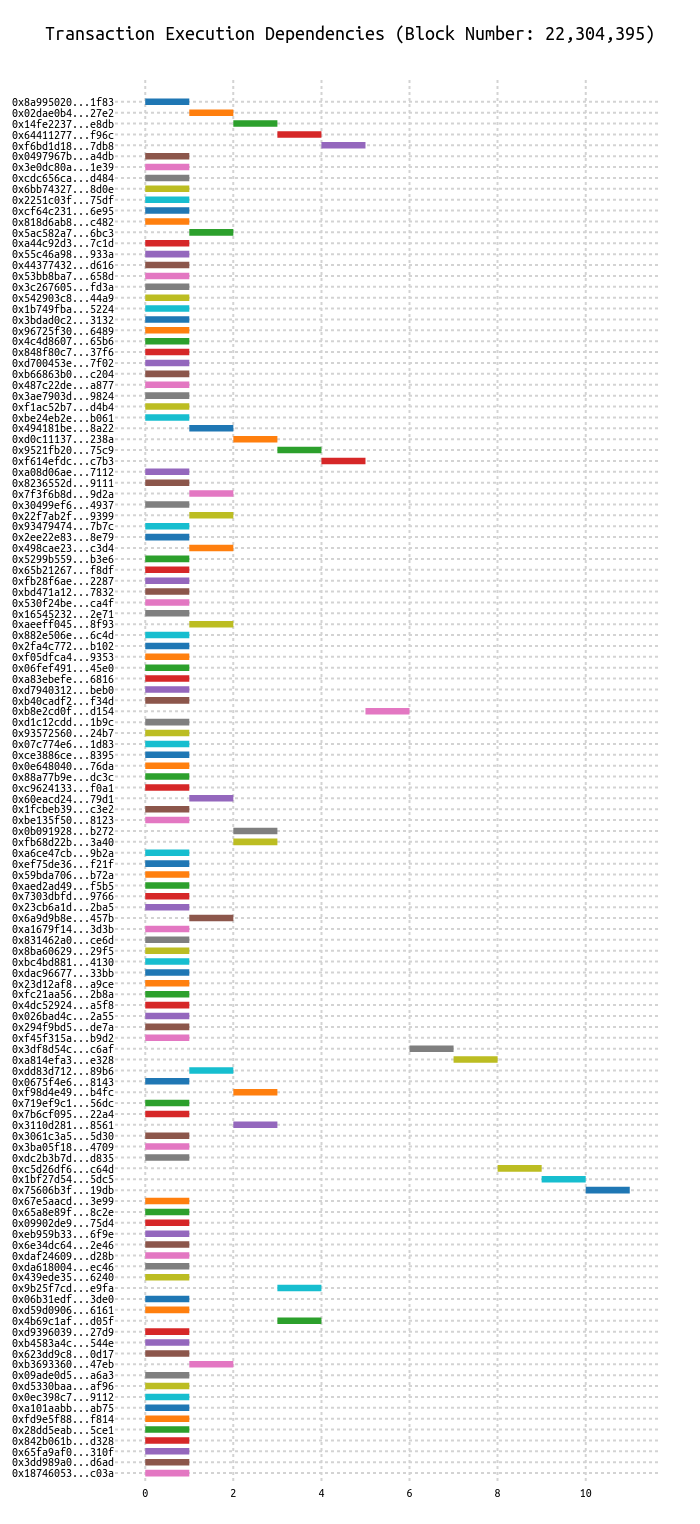 Transaction Execution Dependencies (Block Number: 22,304,395)
0x8a995020...1f83
0x02dae0b4...27e2
0x14fe2237...e8db
0x64411277...f96c
0xf6bd1d18...7db8
0x0497967b...a4db
0x3e0dc80a...1e39
0xcdc656ca...d484
0x6bb74327...8d0e
0x2251c03f...75df
0xcf64c231...6e95
0x818d6ab8...c482
0x5ac582a7...6bc3
0xa44c92d3...7c1d
0x55c46a98...933a
0x44377432...d616
0x53bb8ba7...658d
0x3c267605...fd3a
0x542903c8...44a9
0x1b749fba...5224
0x3bdad0c2...3132
0x96725f30...6489
0x4c4d8607...65b6
0x848f80c7...37f6
0xd700453e...7f02
0xb66863b0...c204
0x487c22de...a877
0x3ae7903d...9824
0xf1ac52b7...d4b4
0xbe24eb2e...b061
0x494181be...8a22
0xd0c11137...238a
0x9521fb20...75c9
0xf614efdc...c7b3
0xa08d06ae...7112
0x8236552d...9111
0x7f3f6b8d...9d2a
0x30499ef6...4937
0x22f7ab2f...9399
0x93479474...7b7c
0x2ee22e83...8e79
0x498cae23...c3d4
0x5299b559...b3e6
0x65b21267...f8df
0xfb28f6ae...2287
0xbd471a12...7832
0x530f24be...ca4f
0x16545232...2e71
0xaeeff045...8f93
0x882e506e...6c4d
0x2fa4c772...b102
0xf05dfca4...9353
0x06fef491...45e0
0xa83ebefe...6816
0xd7940312...beb0
0xb40cadf2...f34d
0xb8e2cd0f...d154
0xd1c12cdd...1b9c
0x93572560...24b7
0x07c774e6...1d83
0xce3886ce...8395
0x0e648040...76da
0x88a77b9e...dc3c
0xc9624133...f0a1
0x60eacd24...79d1
0x1fcbeb39...c3e2
0xbe135f50...8123
0x0b091928...b272
0xfb68d22b...3a40
0xa6ce47cb...9b2a
0xef75de36...f21f
0x59bda706...b72a
0xaed2ad49...f5b5
0x7303dbfd...9766
0x23cb6a1d...2ba5
0x6a9d9b8e...457b
0xa1679f14...3d3b
0x831462a0...ce6d
0x8ba60629...29f5
0xbc4bd881...4130
0xdac96677...33bb
0x23d12af8...a9ce
0xfc21aa56...2b8a
0x4dc52924...a5f8
0x026bad4c...2a55
0x294f9bd5...de7a
0xf45f315a...b9d2
0x3df8d54c...c6af
0xa814efa3...e328
0xdd83d712...89b6
0x0675f4e6...8143
0xf98d4e49...b4fc
0x719ef9c1...56dc
0x7b6cf095...22a4
0x3110d281...8561
0x3061c3a5...5d30
0x3ba05f18...4709
0xdc2b3b7d...d835
0xc5d26df6...c64d
0x1bf27d54...5dc5
0x75606b3f...19db
0x67e5aacd...3e99
0x65a8e89f...8c2e
0x09902de9...75d4
0xeb959b33...6f9e
0x6e34dc64...2e46
0xdaf24609...d28b
0xda618004...ec46
0x439ede35...6240
0x9b25f7cd...e9fa
0x06b31edf...3de0
0xd59d0906...6161
0x4b69c1af...d05f
0xd9396039...27d9
0xb4583a4c...544e
0x623dd9c8...0d17
0xb3693360...47eb
0x09ade0d5...a6a3
0xd5330baa...af96
0x0ec398c7...9112
0xa101aabb...ab75
0xfd9e5f88...f814
0x28dd5eab...5ce1
0x842b061b...d328
0x65fa9af0...310f
0x3dd989a0...d6ad
0x18746053...c03a
0 2 4 6 8 10